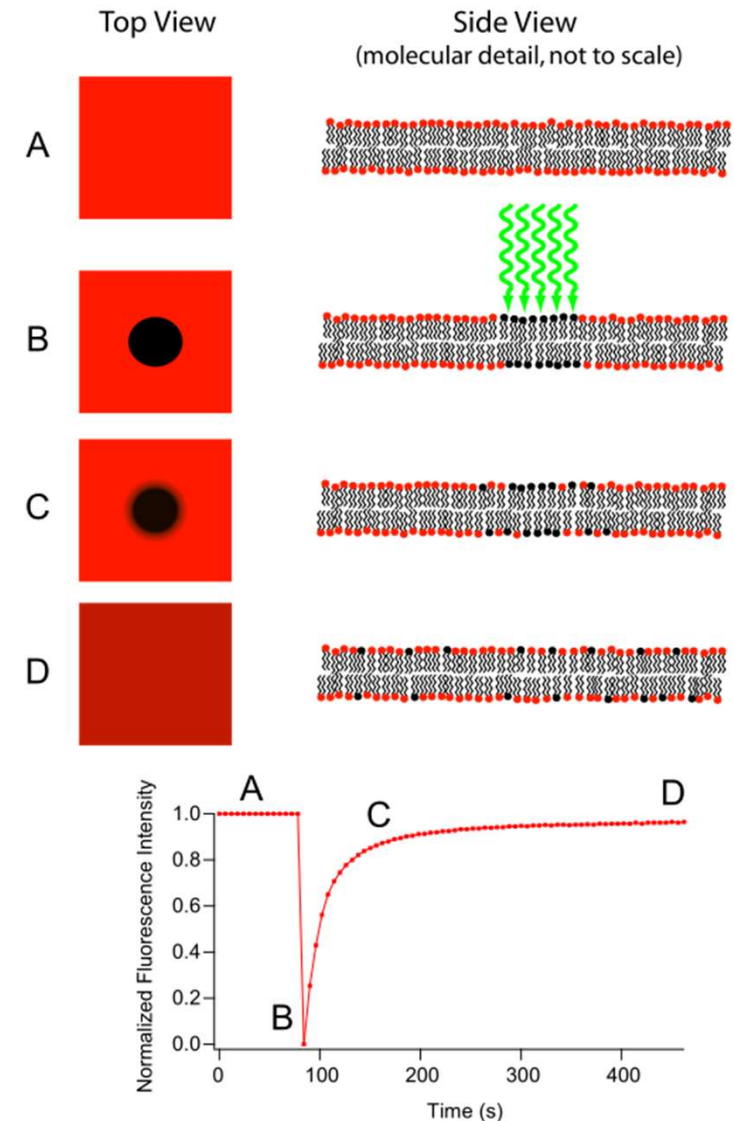 Top View
Side View
(molecular detail, not to scale)
A
B
C
D
A
C
D
B
Normalized Fluorescence Intensity
1.0
0.8
0.6
0.4
0.2
0.0
0 100 200 300 400
Time (s)